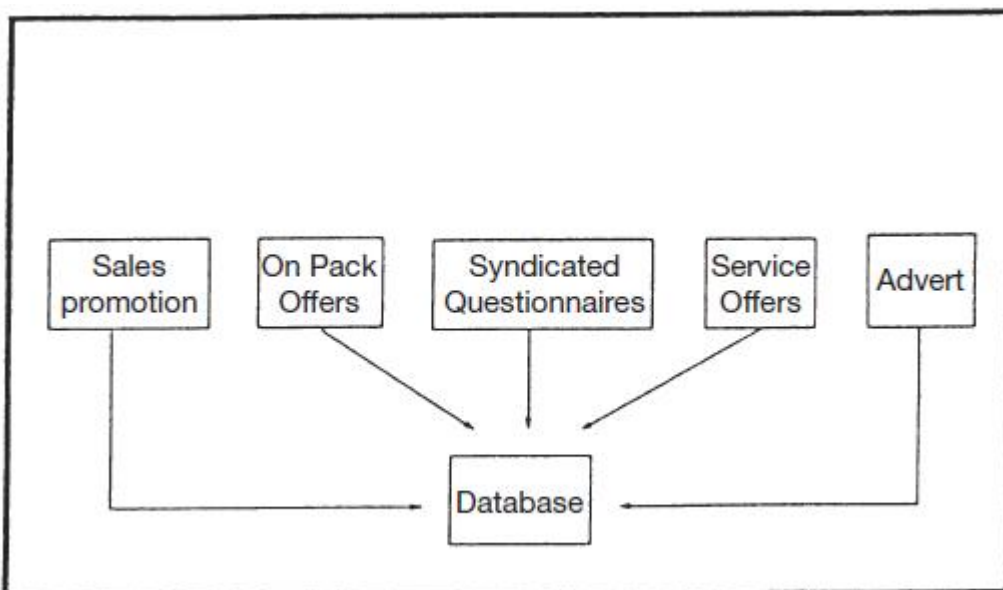 Sales
promotion
On Pack
Offers
Syndicated
Questionnaires
Service
Offers
Advert
Database